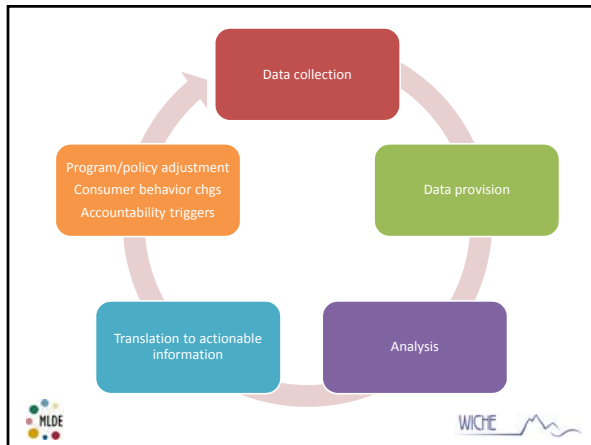 Data collection
Data provision
Analysis
Translation to actionable
information
Program/policy adjustment
Consumer behavior chgs
Accountability triggers
MLDE
WICHE